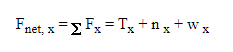 Fnet, x = Σ Fx = Tx + n x + w x